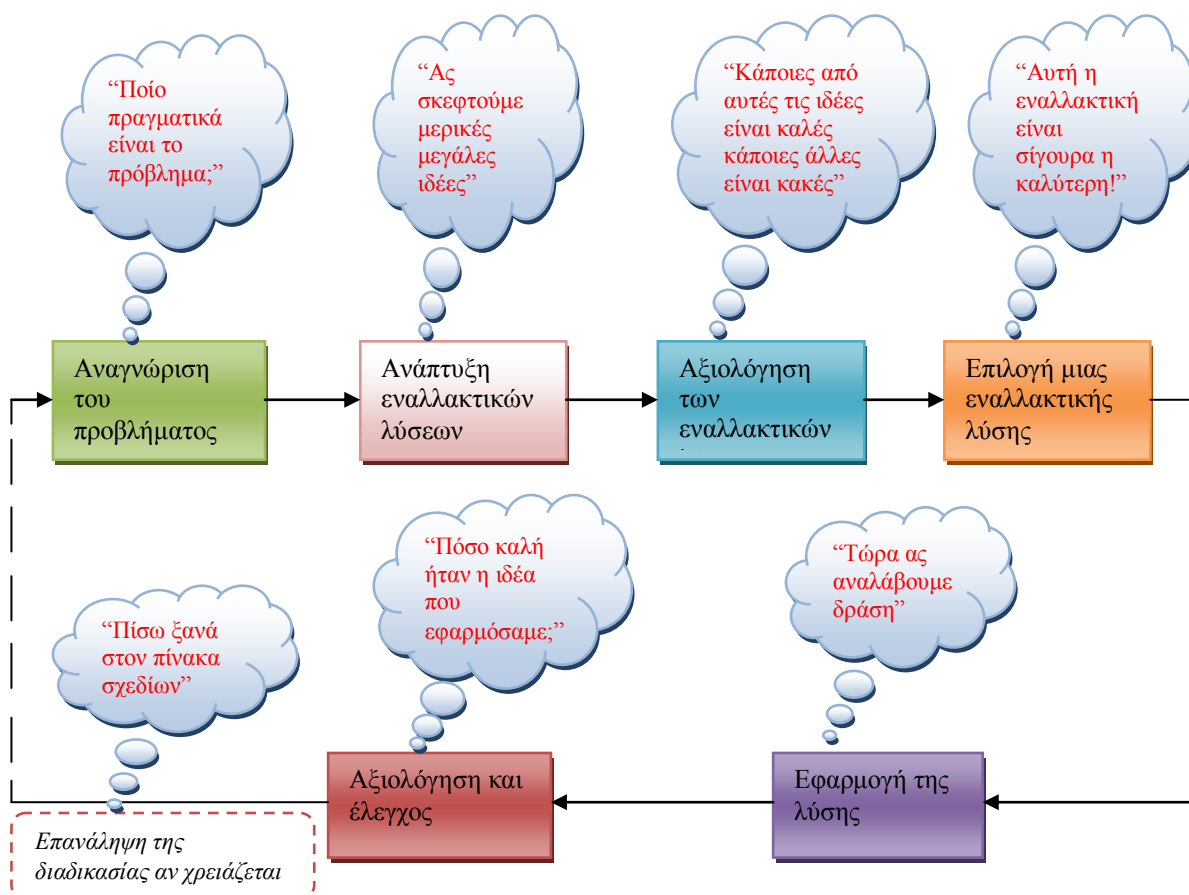 “Ποίο
πραγματικά
είναι το
πρόβλημα;”
“Ας
σκεφτούμε
μερικές
μεγάλες
ιδέες”
“Κάποιες από
αυτές τις ιδέες
είναι καλές
κάποιες άλλες
είναι κακές”
“Αυτή η
εναλλακτική
είναι
σίγουρα η
καλύτερη!”
Αναγνώριση
του
προβλήματος
Ανάπτυξη
εναλλακτικών
λύσεων
Αξιολόγηση
των
εναλλακτικών
Επιλογή μιας
εναλλακτικής
λύσης
“Πίσω ξανά
στον πίνακα
σχεδίων”
“Πόσο καλή
ήταν η ιδέα
που
εφαρμόσαμε;”
“Τώρα ας
αναλάβουμε
δράση”
Επανάληψη της
διαδικασίας αν χρειάζεται
Αξιολόγηση και
έλεγχος
Εφαρμογή της
λύσης